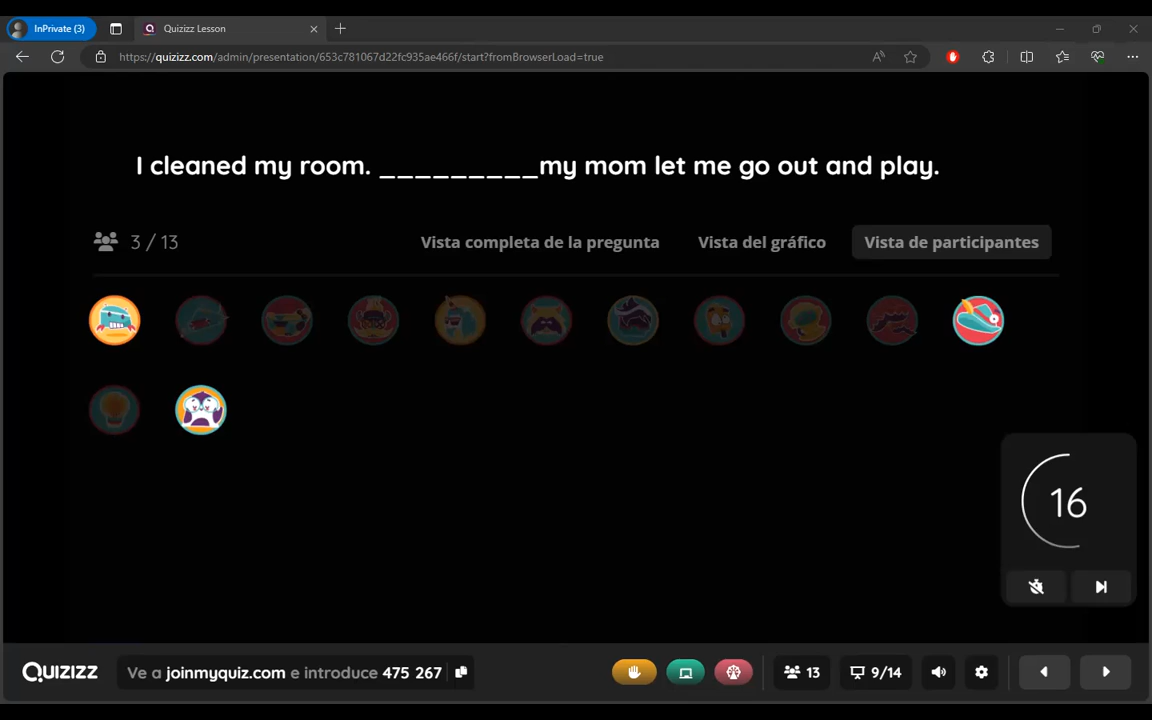 InPrivate (3)
Quizizz Lesson
https://quizizz.com/admin/presentation/653c781067d22fc935ae466f/start?fromBrowserLoad=true
I cleaned my room. _________my mom let me go out and play.
3 / 13
Vista completa de la pregunta
Vista del gráfico
Vista de participantes
16
QUIZIZZ
Ve a joinmyquiz.com e introduce 475 267
13
9/14